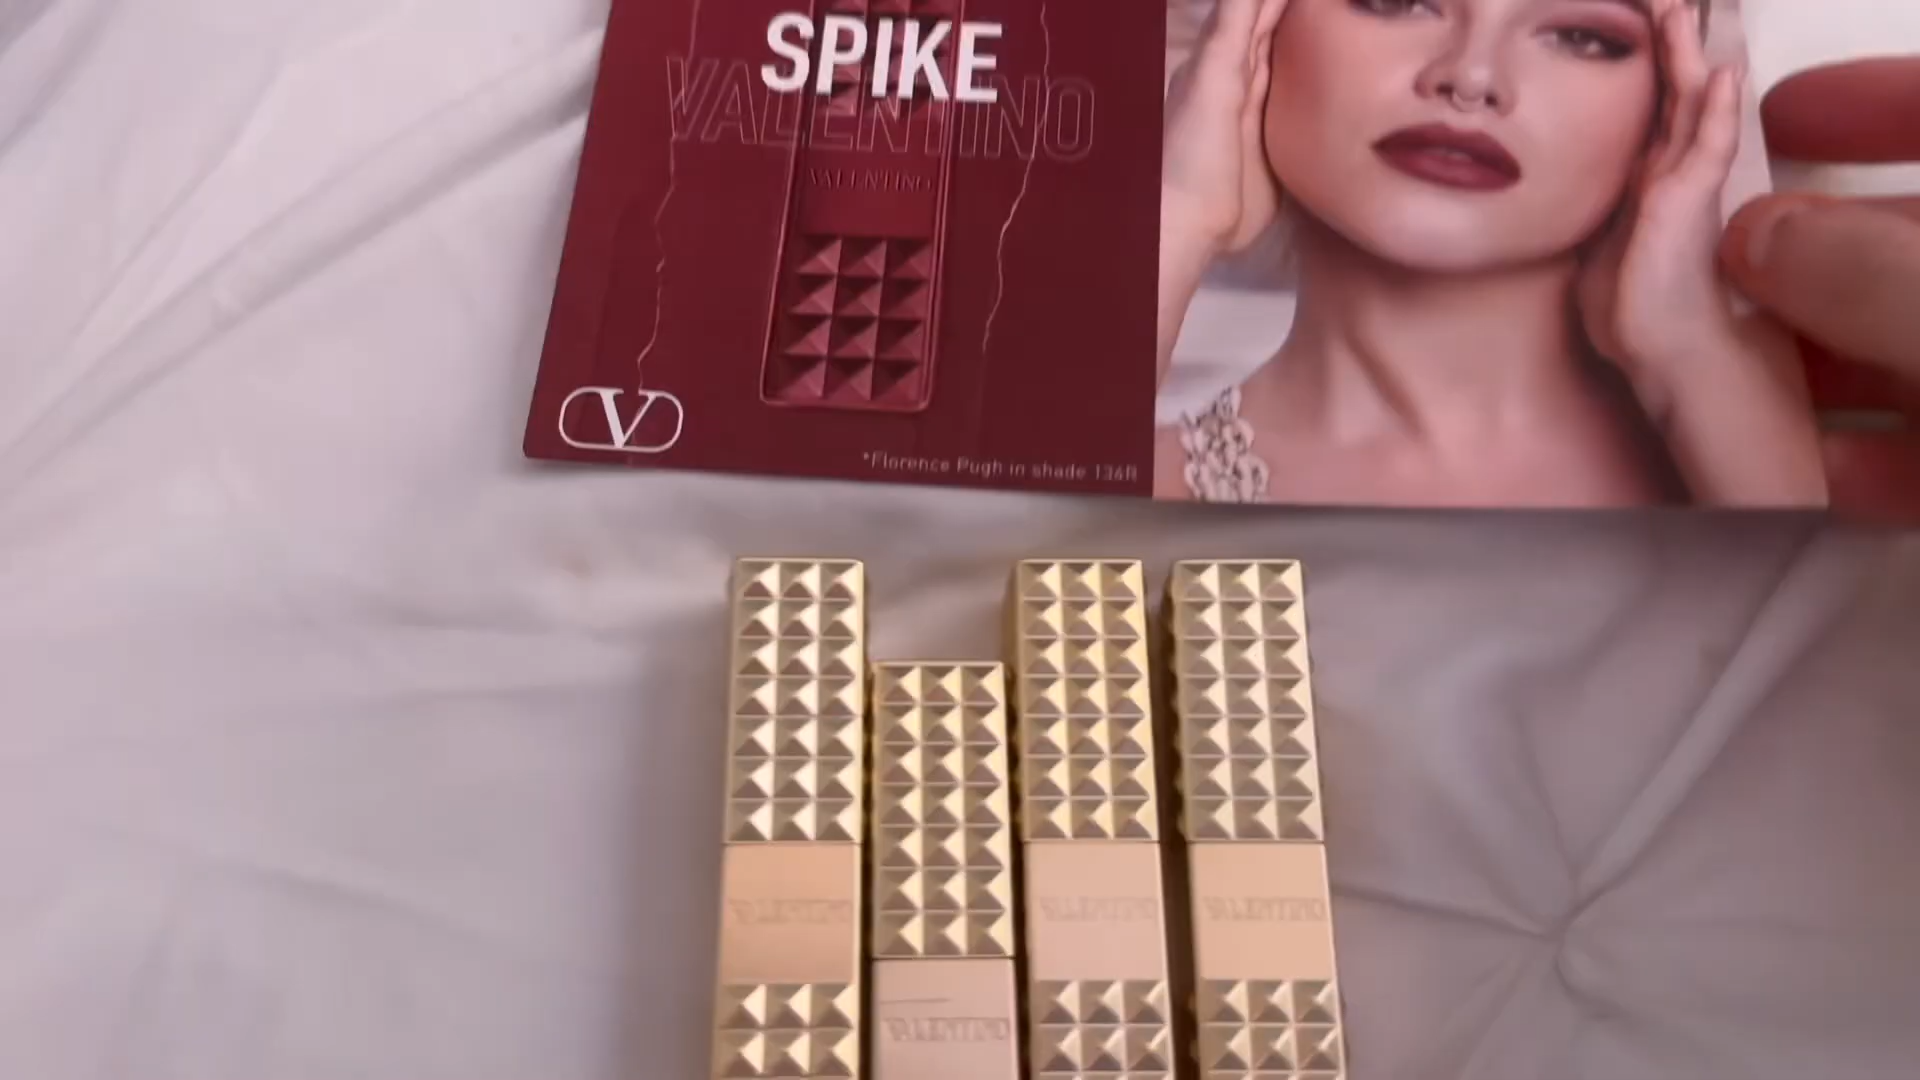 SPIKE
VALENTINO
VALENTINO
V
*Florence Pugh in shade 136R
VALENTINO
VALENTINO
VALENTINO
VALENTINO